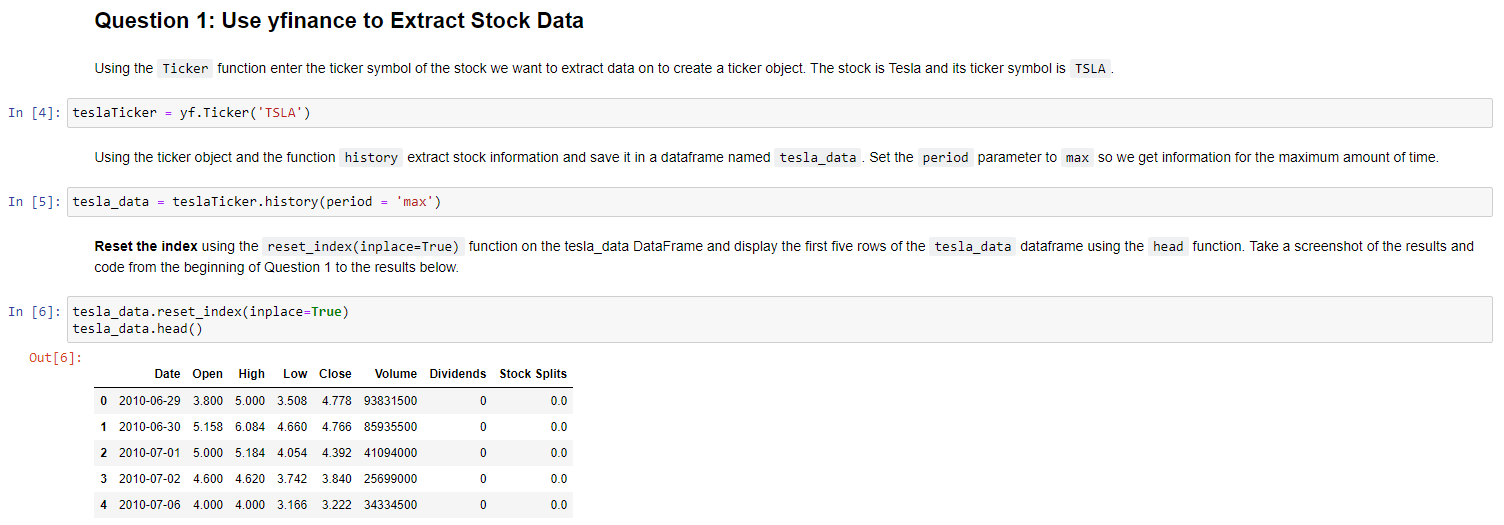 Question 1: Use yfinance to Extract Stock Data
Using the Ticker function enter the ticker symbol of the stock we want to extract data on to create a ticker object. The stock is Tesla and its ticker symbol is TSLA .
In [4]: teslaTicker = yf.Ticker('TSLA')
Using the ticker object and the function history extract stock information and save it in a dataframe named tesla_data . Set the period parameter to max so we get information for the maximum amount of time.
In [5]: tesla_data = teslaTicker.history(period = 'max')
Reset the index using the reset_index(inplace=True) function on the tesla_data DataFrame and display the first five rows of the tesla_data dataframe using the head function. Take a screenshot of the results and
code from the beginning of Question 1 to the results below.
In [6]: tesla_data.reset_index(inplace=True)
tesla_data.head()
Out[6]:
Date Open High Low Close Volume Dividends Stock Splits
0 2010-06-29 3.800 5.000 3.508 4.778 93831500 0 0.0
1 2010-06-30 5.158 6.084 4.660 4.766 85935500 0 0.0
2 2010-07-01 5.000 5.184 4.054 4.392 41094000 0 0.0
3 2010-07-02 4.600 4.620 3.742 3.840 25699000 0 0.0
4 2010-07-06 4.000 4.000 3.166 3.222 34334500 0 0.0